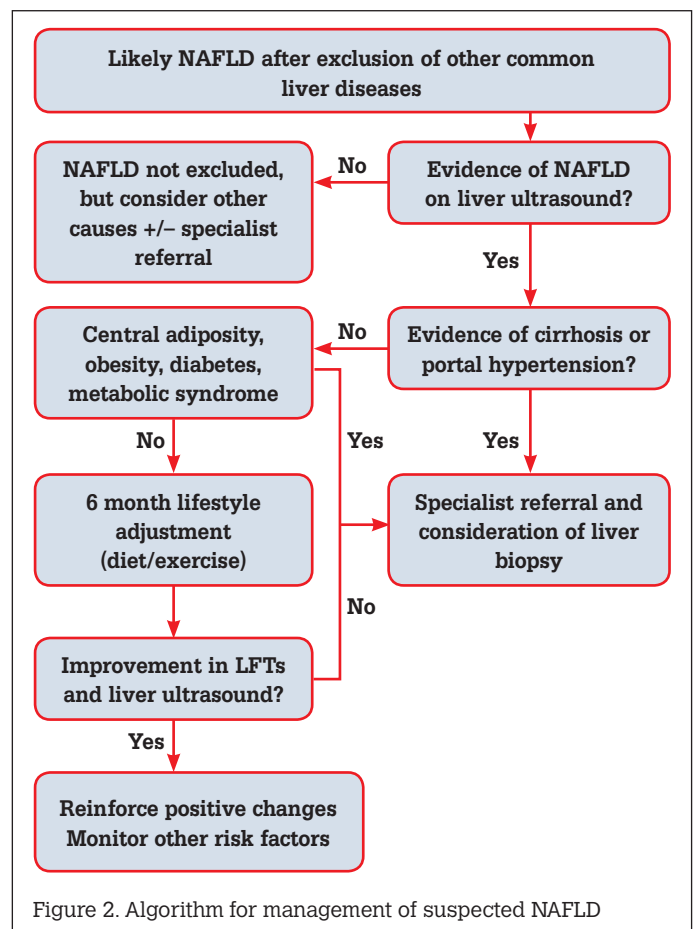 Likely NAFLD after exclusion of other common
liver diseases
No
NAFLD not excluded,
but consider other
causes +/– specialist
referral
Evidence of NAFLD
on liver ultrasound?
Yes
No
Central adiposity,
obesity, diabetes,
metabolic syndrome
Evidence of cirrhosis or
portal hypertension?
No
Yes
Yes
6 month lifestyle
adjustment
(diet/exercise)
Specialist referral and
consideration of liver
biopsy
No
Improvement in LFTs
and liver ultrasound?
Yes
Reinforce positive changes
Monitor other risk factors
Figure 2. Algorithm for management of suspected NAFLD